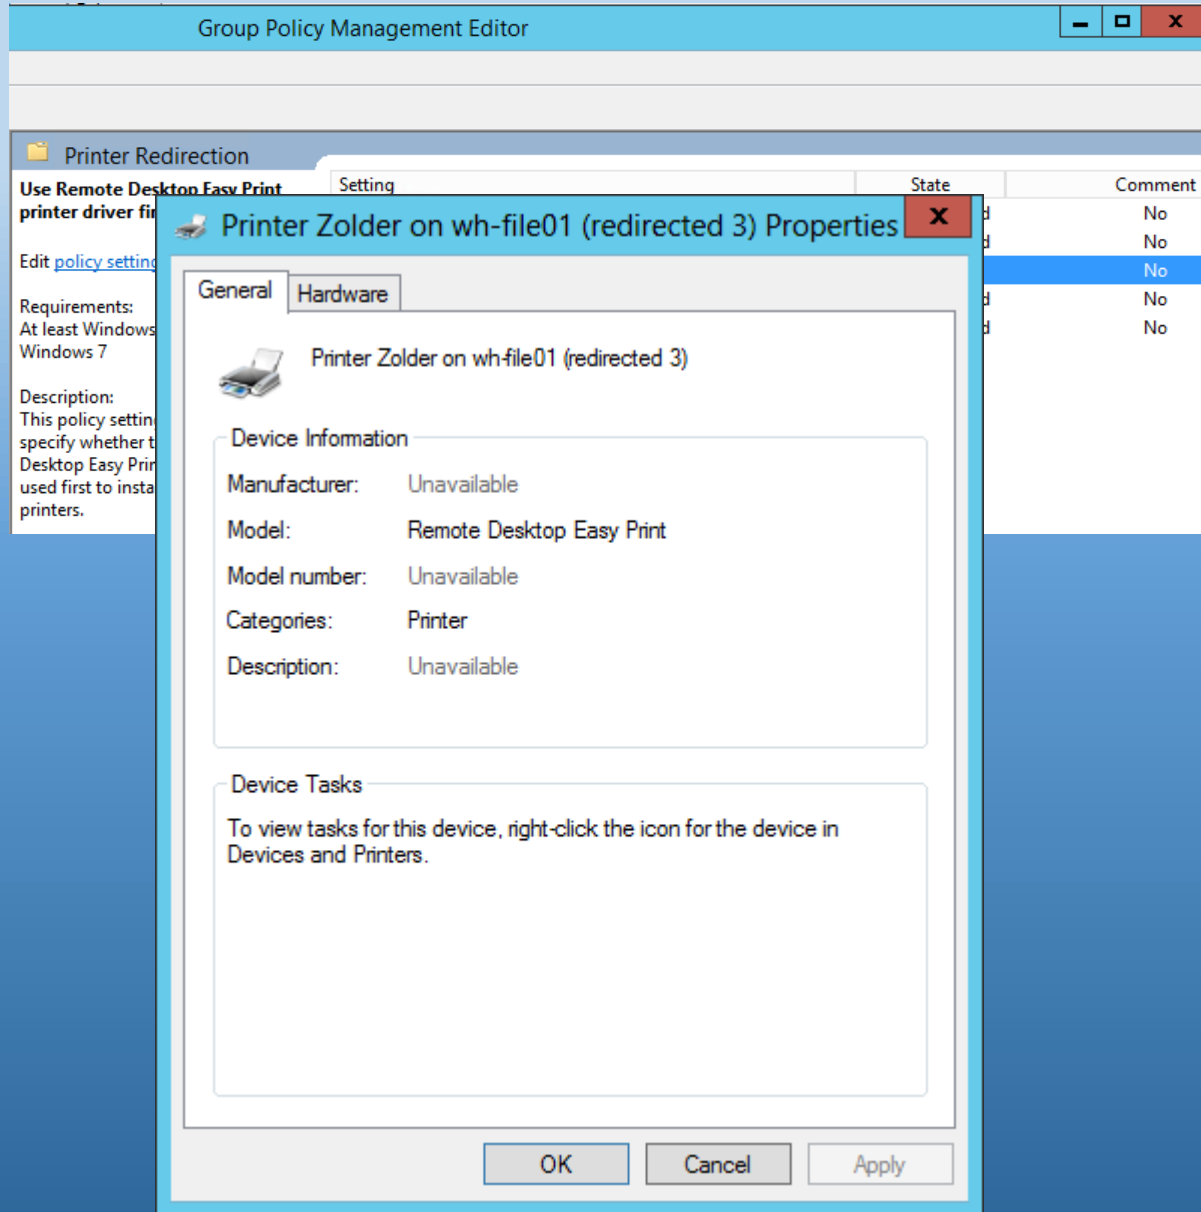 Group Policy Management Editor
Printer Redirection
Use Remote Desktop Easy Print
printer driver
Edit policy setting
Requirements:
At least Windows
Windows 7
Description:
This policy
specify whether
Desktop Easy
used first to
printers.
Setting State Comment
No
No
No
No
No
Printer Zolder on wh-file01 (redirected 3) Properties
General Hardware
Printer Zolder on wh-file01 (redirected 3)
Device Information
Manufacturer: Unavailable
Model: Remote Desktop Easy Print
Model number: Unavailable
Categories: Printer
Description: Unavailable
Device Tasks
To view tasks for this device, right-click the icon for the device in
Devices and Printers.
OK Cancel Apply